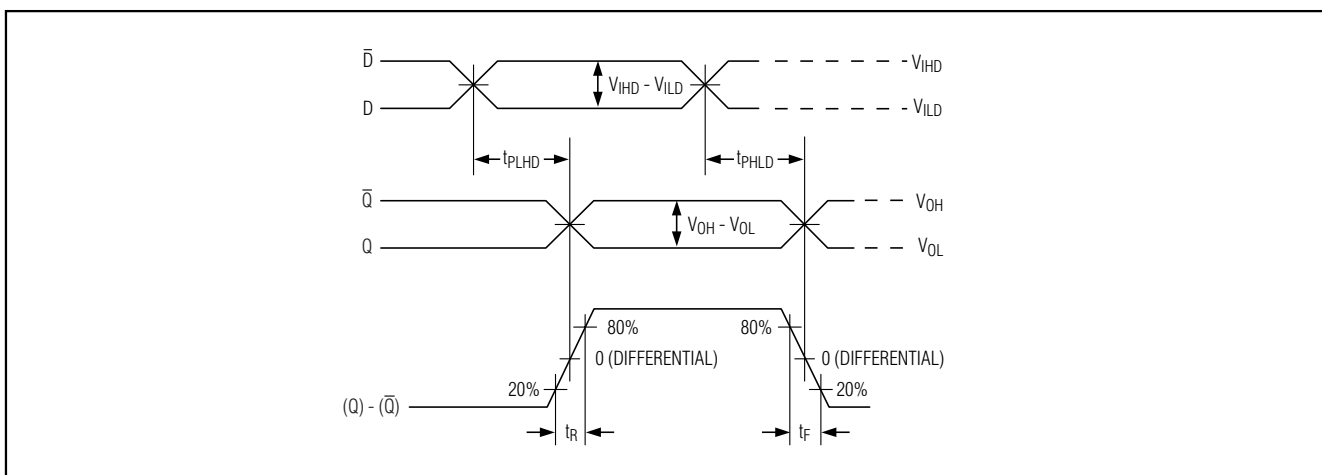 D̅
V_IHD
V_IHD - V_ILD
D
V_ILD
t_PLHD
t_PHLD
Q̅
V_OH
V_OH - V_OL
Q
V_OL
80%
80%
0 (DIFFERENTIAL)
0 (DIFFERENTIAL)
20%
20%
(Q) - (Q̅)
t_R
t_F